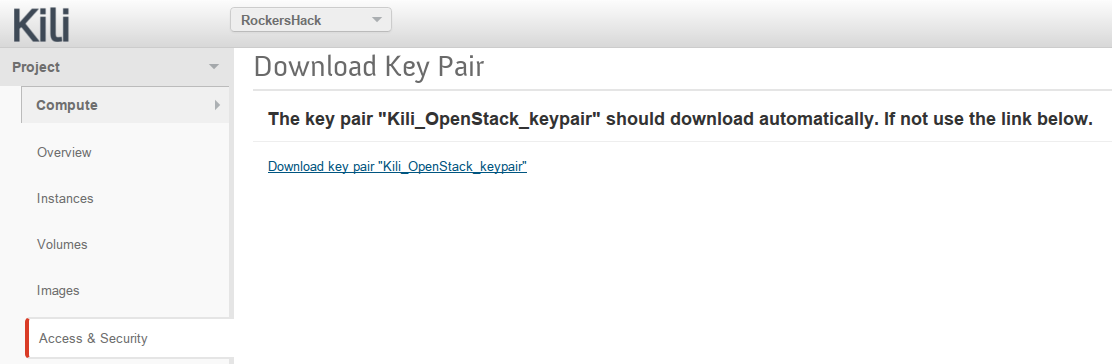 Kili
RockersHack
Project
Compute
Overview
Instances
Volumes
Images
Access & Security
Download Key Pair
The key pair "Kili_OpenStack_keypair" should download automatically. If not use the link below.
Download key pair "Kili_OpenStack_keypair"